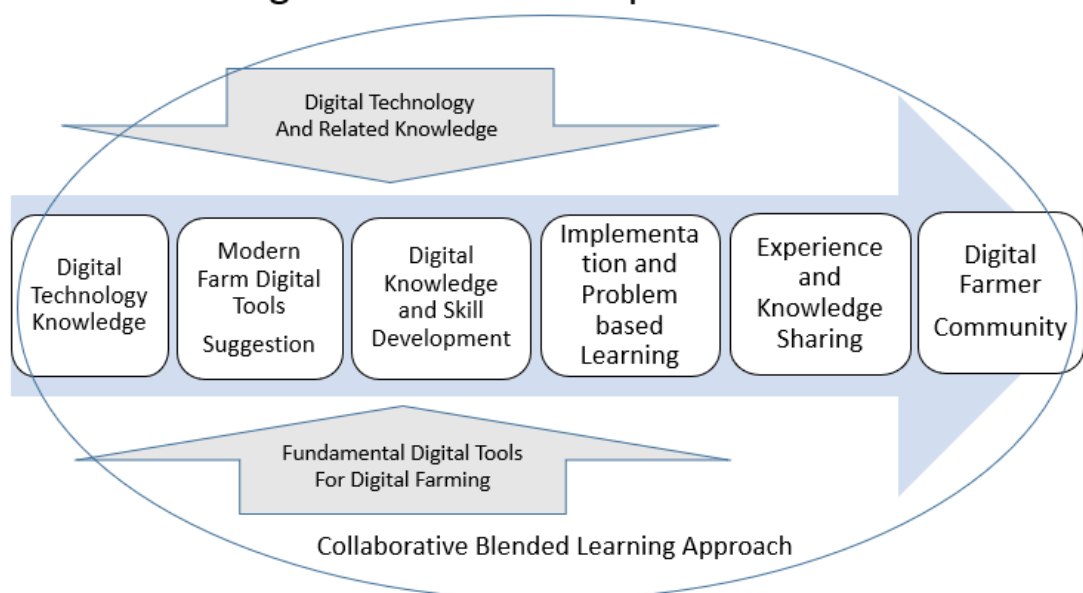 Digital Technology
And Related Knowledge
Digital
Technology
Knowledge
Modern
Farm Digital
Tools
Suggestion
Digital
Knowledge
and Skill
Development
Implementa
tion and
Problem
based
Learning
Experience
and
Knowledge
Sharing
Digital
Farmer
Community
Fundamental Digital Tools
For Digital Farming
Collaborative Blended Learning Approach